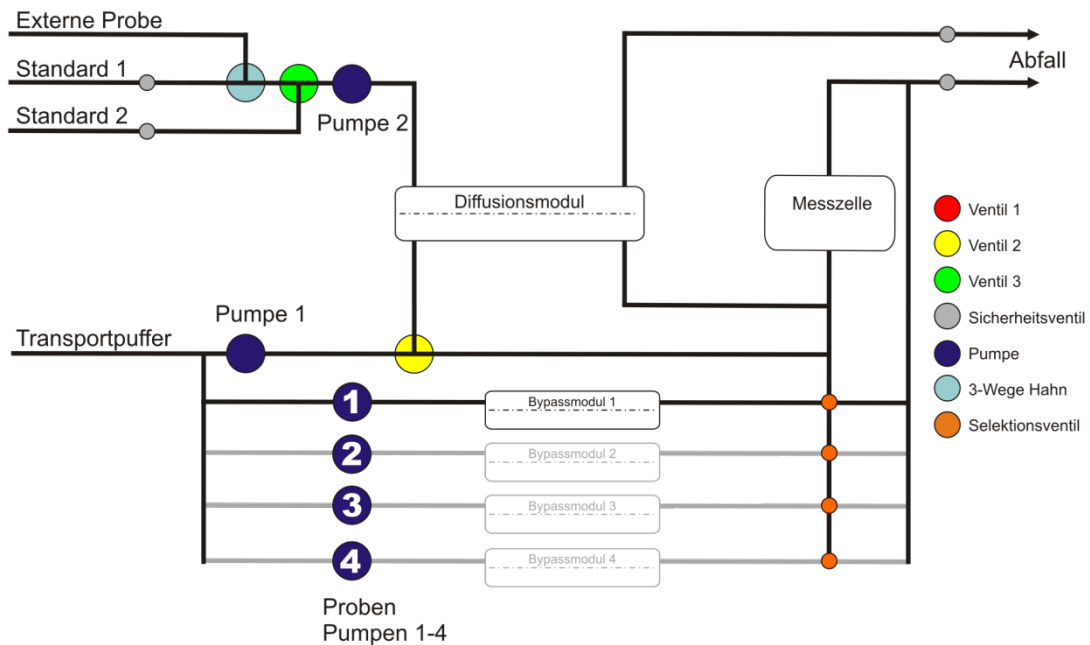 Externe Probe
Standard 1
Standard 2
Pumpe 2
Abfall
Diffusionsmodul
Messzelle
Ventil 1
Ventil 2
Ventil 3
Sicherheitsventil
Pumpe
3-Wege Hahn
Selektionsventil
Pumpe 1
Transportpuffer
1
Bypassmodul 1
2
Bypassmodul 2
3
Bypassmodul 3
4
Bypassmodul 4
Proben
Pumpen 1-4